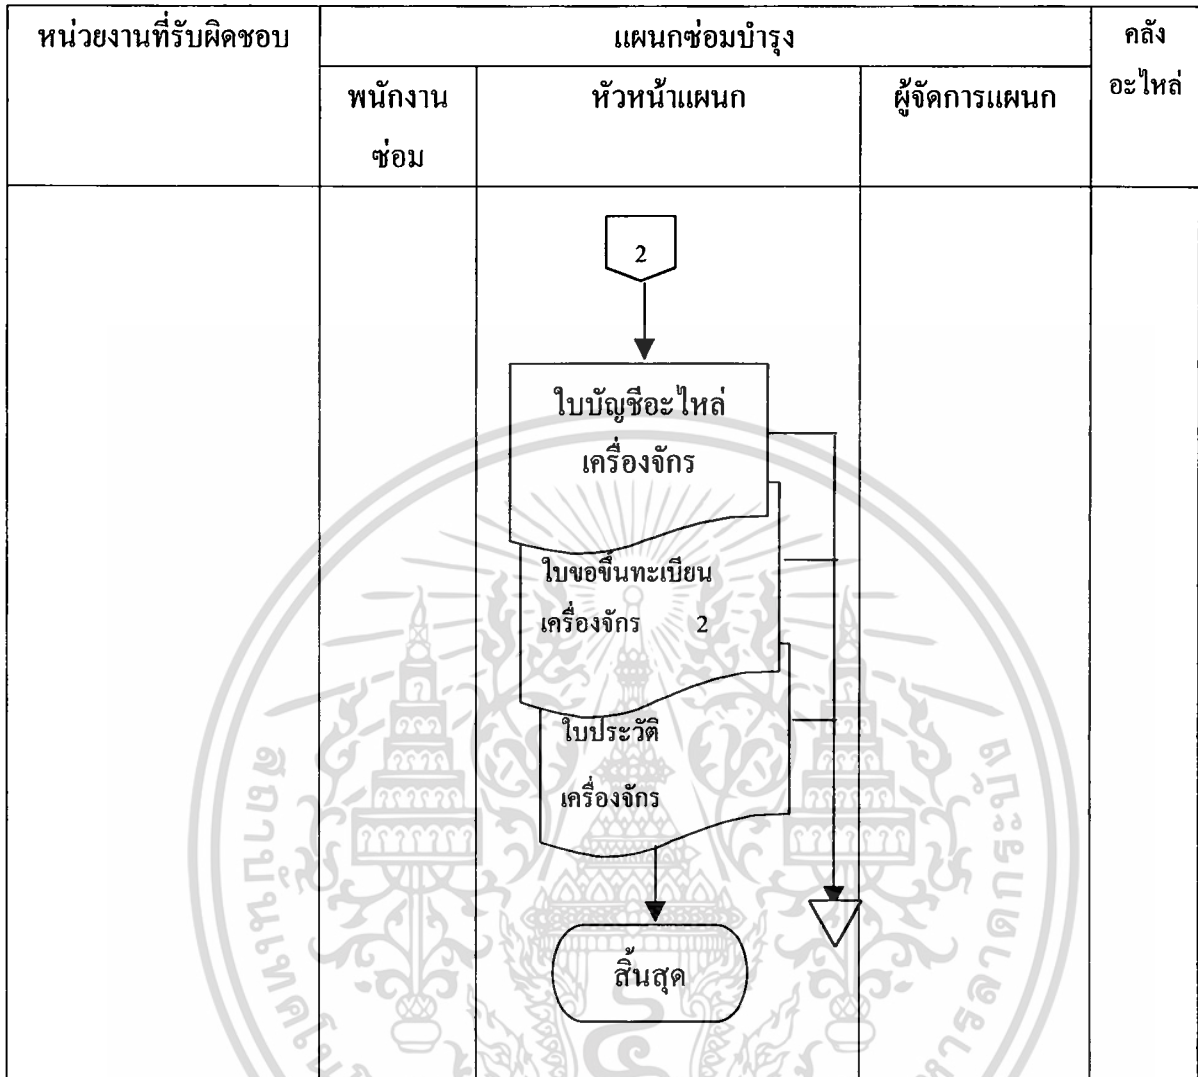 หน่วยงานที่รับผิดชอบ
แผนกซ่อมบำรุง
คลัง
อะไหล่
พนักงาน
ซ่อม
หัวหน้าแผนก
ผู้จัดการแผนก
2
ใบบัญชีอะไหล่
เครื่องจักร
ใบขอขึ้นทะเบียน
เครื่องจักร 2
ใบประวัติ
เครื่องจักร
สิ้นสุด